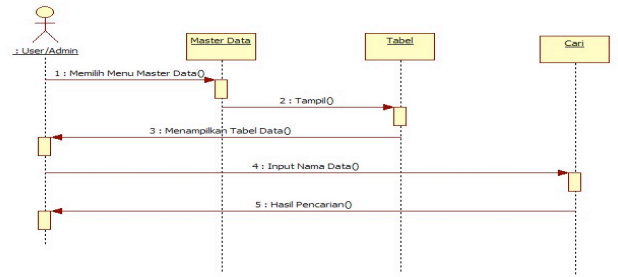 : User/Admin
Master Data
Tabel
Cari
1 : Memilih Menu Master Data()
2 : Tampil()
3 : Menampilkan Tabel Data()
4 : Input Nama Data()
5 : Hasil Pencarian()